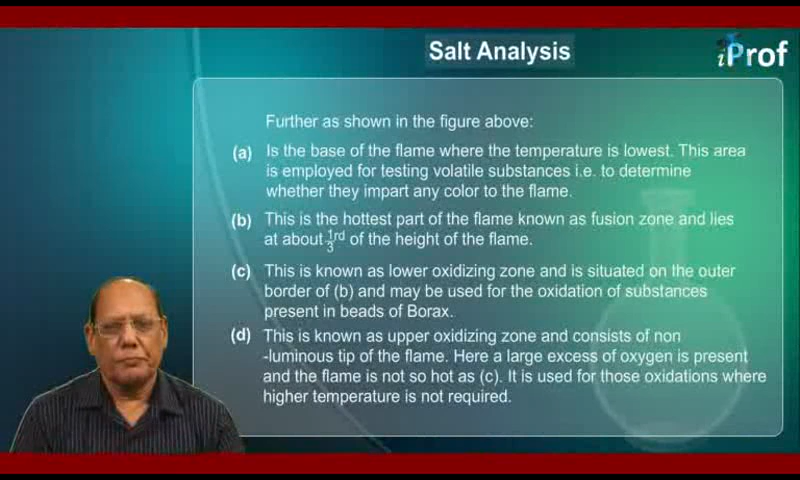 Salt Analysis
iProf
Further as shown in the figure above:
(a) Is the base of the flame where the temperature is lowest. This area
is employed for testing volatile substances i.e. to determine
whether they impart any color to the flame.
(b) This is the hottest part of the flame known as fusion zone and lies
at about 1/3 rd of the height of the flame.
(c) This is known as lower oxidizing zone and is situated on the outer
border of (b) and may be used for the oxidation of substances
present in beads of Borax.
(d) This is known as upper oxidizing zone and consists of non
-luminous tip of the flame. Here a large excess of oxygen is present
and the flame is not so hot as (c). It is used for those oxidations where
higher temperature is not required.